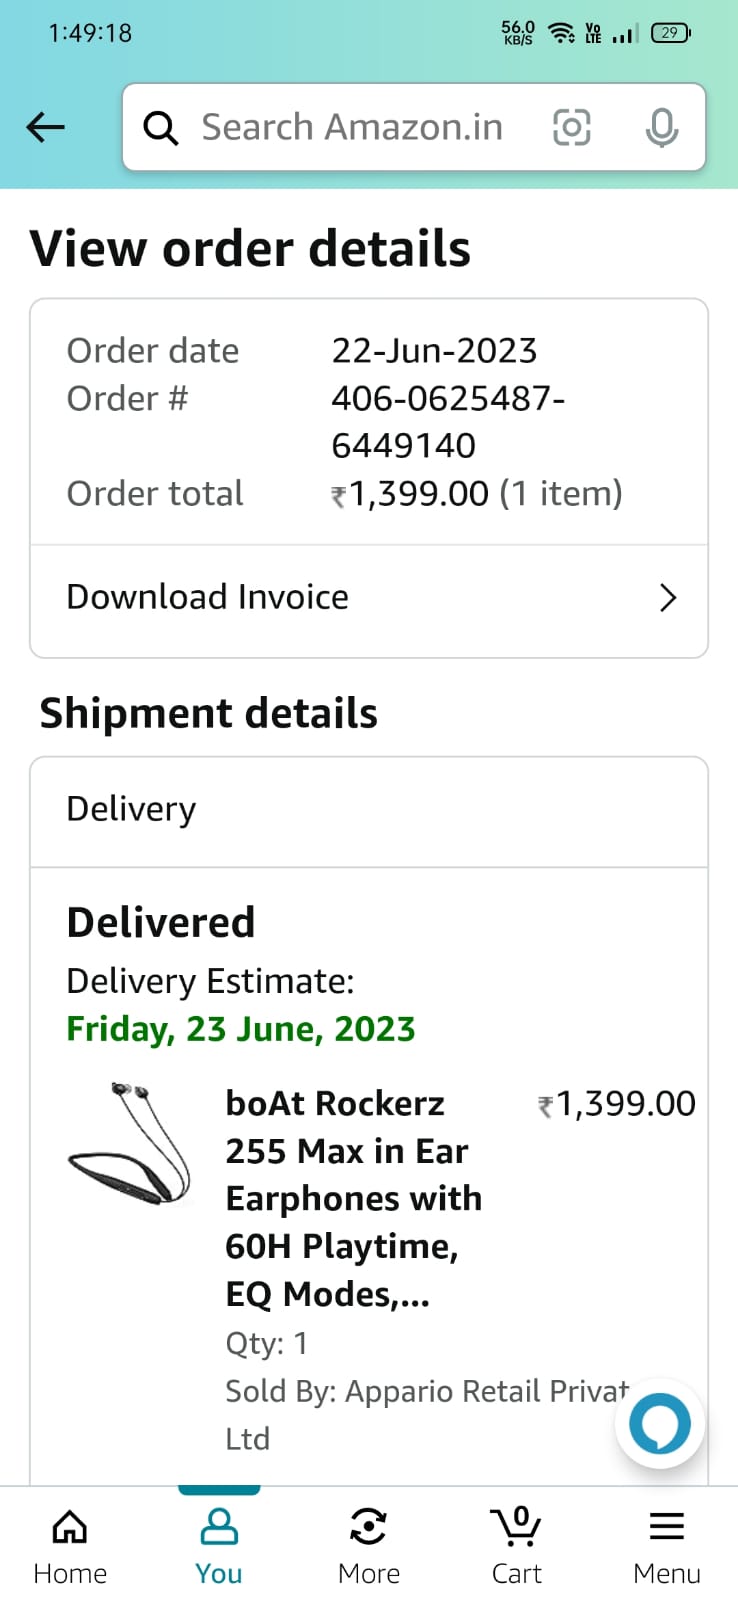 1:49:18
56.0 KB/S
Vo LTE
29
Search Amazon.in
View order details
Order date 22-Jun-2023
Order # 406-0625487-
6449140
Order total ₹1,399.00 (1 item)
Download Invoice
Shipment details
Delivery
Delivered
Delivery Estimate:
Friday, 23 June, 2023
boAt Rockerz ₹1,399.00
255 Max in Ear
Earphones with
60H Playtime,
EQ Modes,...
Qty: 1
Sold By: Appario Retail Privat
Ltd
0
Home You More Cart Menu